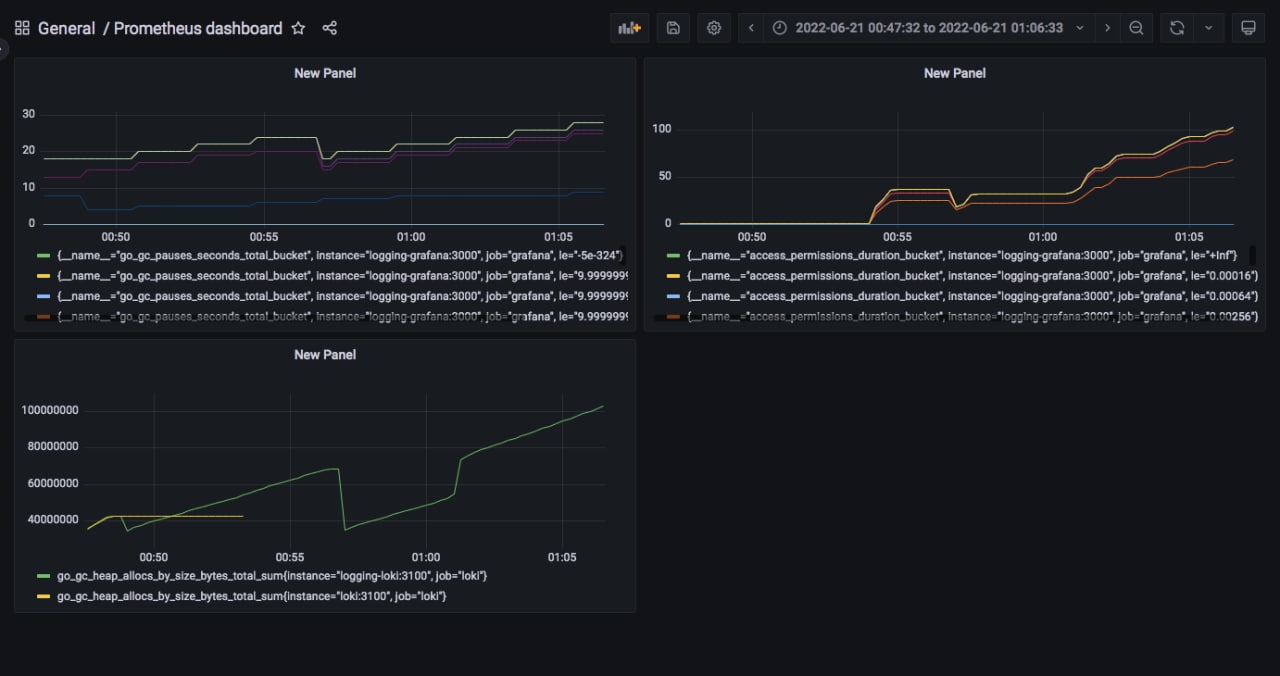 General / Prometheus dashboard
2022-06-21 00:47:32 to 2022-06-21 01:06:33
New Panel
30
20
10
0
00:50 00:55 01:00 01:05
{__name__="go_gc_pauses_seconds_total_bucket", instance="logging-grafana:3000", job="grafana", le="-5e-324"}
{__name__="go_gc_pauses_seconds_total_bucket", instance="logging-grafana:3000", job="grafana", le="9.9999999
{__name__="go_gc_pauses_seconds_total_bucket", instance="logging-grafana:3000", job="grafana", le="9.9999999
{__name__="go_gc_pauses_seconds_total_bucket", instance="logging-grafana:3000", job="grafana", le="9.9999999
New Panel
100
50
0
00:50 00:55 01:00 01:05
{__name__="access_permissions_duration_bucket", instance="logging-grafana:3000", job="grafana", le="+Inf"}
{__name__="access_permissions_duration_bucket", instance="logging-grafana:3000", job="grafana", le="0.00016"}
{__name__="access_permissions_duration_bucket", instance="logging-grafana:3000", job="grafana", le="0.00064"}
{__name__="access_permissions_duration_bucket", instance="logging-grafana:3000", job="grafana", le="0.00256"}
New Panel
100000000
80000000
60000000
40000000
00:50 00:55 01:00 01:05
go_gc_heap_allocs_by_size_bytes_total_sum{instance="logging-loki:3100", job="loki"}
go_gc_heap_allocs_by_size_bytes_total_sum{instance="loki:3100", job="loki"}